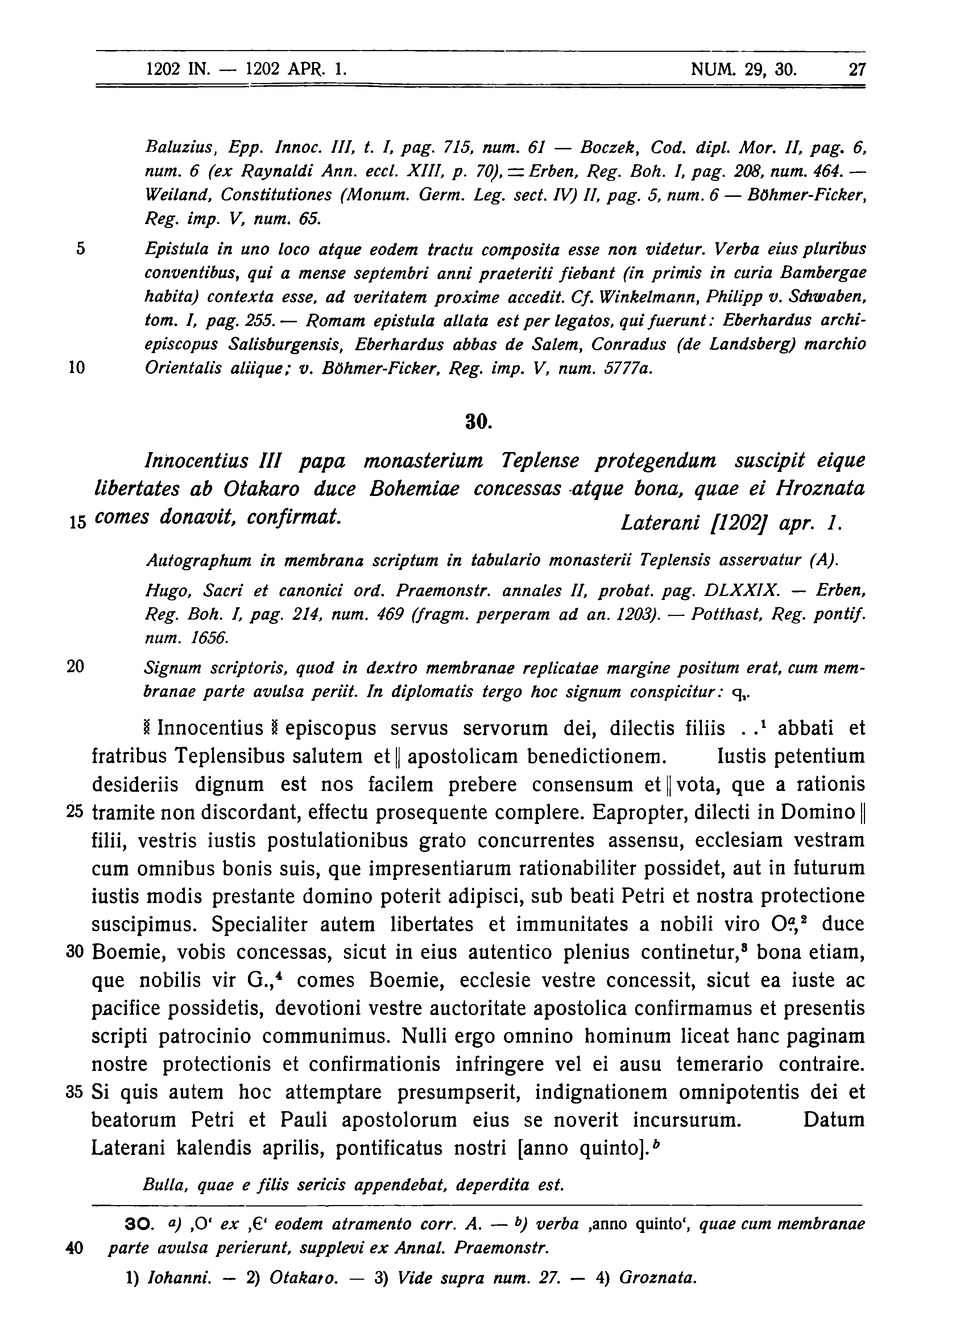 1202 IN. — 1202 APR. 1. NUM. 29, 30. 27
Baluzius, Epp. Innoc. III, t. I, pag. 715, num. 61 — Boczek, Cod. dipl. Mor. II, pag. 6,
num. 6 (ex Raynaldi Ann. eccl. XIII, p. 70), = Erben, Reg. Boh. I, pag. 208, num. 464. —
Weiland, Constitutiones (Monum. Germ. Leg. sect. IV) II, pag. 5, num. 6 — Böhmer-Ficker,
Reg. imp. V, num. 65.
5 Epistula in uno loco atque eodem tractu composita esse non videtur. Verba eius pluribus
conventibus, qui a mense septembri anni praeteriti fiebant (in primis in curia Bambergae
habita) contexta esse, ad veritatem proxime accedit. Cf. Winkelmann, Philipp v. Schwaben,
tom. I, pag. 255. — Romam epistula allata est per legatos, qui fuerunt: Eberhardus archi-
episcopus Salisburgensis, Eberhardus abbas de Salem, Conradus (de Landsberg) marchio
10 Orientalis aliique; v. Böhmer-Ficker, Reg. imp. V, num. 5777a.
30.
Innocentius III papa monasterium Teplense protegendum suscipit eique
libertates ab Otakaro duce Bohemiae concessas atque bona, quae ei Hroznata
15 comes donavit, confirmat. Laterani [1202] apr. 1.
Autographum in membrana scriptum in tabulario monasterii Teplensis asservatur (A).
Hugo, Sacri et canonici ord. Praemonstr. annales II, probat. pag. DLXXIX. — Erben,
Reg. Boh. I, pag. 214, num. 469 (fragm. perperam ad an. 1203). — Potthast, Reg. pontif.
num. 1656.
20 Signum scriptoris, quod in dextro membranae replicatae margine positum erat, cum mem-
branae parte avulsa periit. In diplomatis tergo hoc signum conspicitur: q,.
Innocentius episcopus servus servorum dei, dilectis filiis . .¹ abbati et
fratribus Teplensibus salutem et || apostolicam benedictionem. Iustis petentium
desideriis dignum est nos facilem prebere consensum et || vota, que a rationis
25 tramite non discordant, effectu prosequente complere. Eapropter, dilecti in Domino ||
filii, vestris iustis postulationibus grato concurrentes assensu, ecclesiam vestram
cum omnibus bonis suis, que impresentiarum rationabiliter possidet, aut in futurum
iustis modis prestante domino poterit adipisci, sub beati Petri et nostra protectione
suscipimus. Specialiter autem libertates et immunitates a nobili viro Oᵃ,² duce
30 Boemie, vobis concessas, sicut in eius autentico plenius continetur,³ bona etiam,
que nobilis vir G.,⁴ comes Boemie, ecclesie vestre concessit, sicut ea iuste ac
pacifice possidetis, devotioni vestre auctoritate apostolica confirmamus et presentis
scripti patrocinio communimus. Nulli ergo omnino hominum liceat hanc paginam
nostre protectionis et confirmationis infringere vel ei ausu temerario contraire.
35 Si quis autem hoc attemptare presumpserit, indignationem omnipotentis dei et
beatorum Petri et Pauli apostolorum eius se noverit incursurum. Datum
Laterani kalendis aprilis, pontificatus nostri [anno quinto].ᵇ
Bulla, quae e filis sericis appendebat, deperdita est.
30. a) ‚O‘ ex ‚Є‘ eodem atramento corr. A. — b) verba ‚anno quinto‘, quae cum membranae
40 parte avulsa perierunt, supplevi ex Annal. Praemonstr.
1) Iohanni. — 2) Otakaro. — 3) Vide supra num. 27. — 4) Groznata.